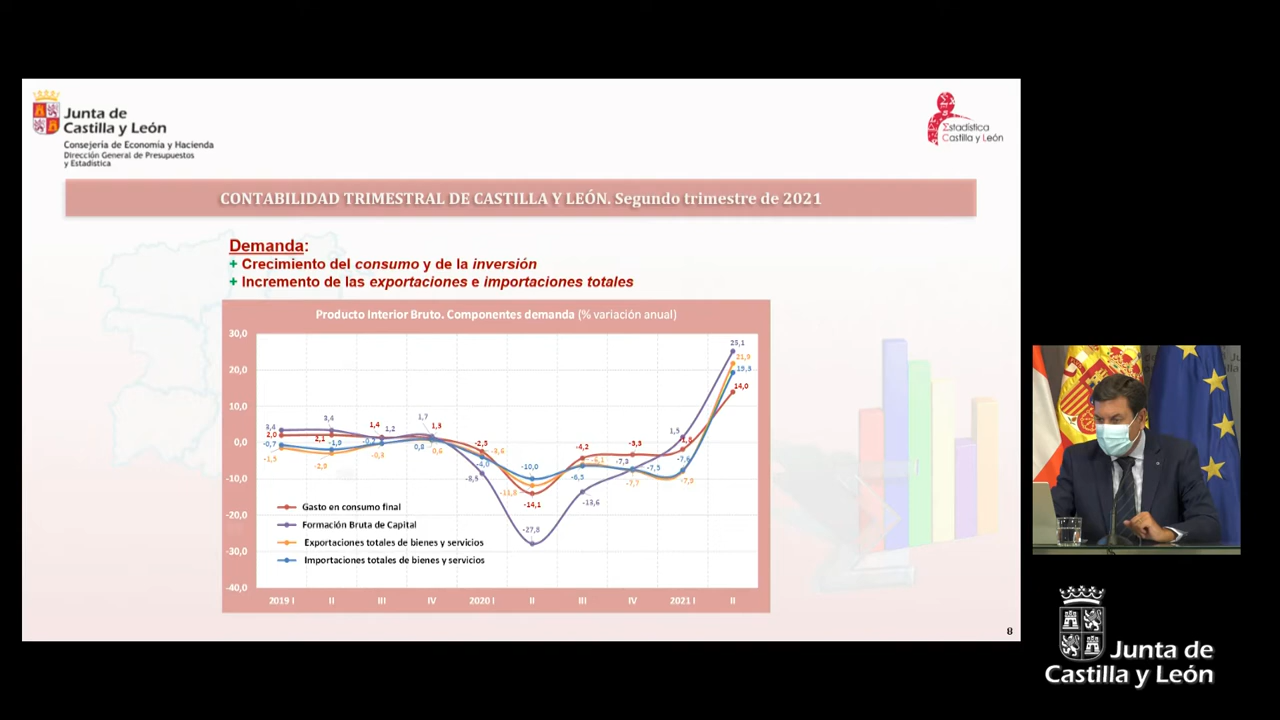 Junta de
Castilla y León
Consejería de Economía y Hacienda
Dirección General de Presupuestos
y Estadística
Estadística
Castilla y León
CONTABILIDAD TRIMESTRAL DE CASTILLA Y LEÓN. Segundo trimestre de 2021
Demanda:
+ Crecimiento del consumo y de la inversión
+ Incremento de las exportaciones e importaciones totales
Producto Interior Bruto. Componentes demanda (% variación anual)
30,0
20,0
10,0
0,0
-10,0
-20,0
-30,0
-40,0
3,4
2,0
-0,7
-1,5
3,4
2,1
-1,9
-2,9
1,4
1,2
-0,3
1,7
1,3
0,8
0,6
-2,5
-3,6
-4,0
-8,5
-10,0
-11,8
-14,1
-27,8
-4,2
-6,1
-6,5
-13,6
-3,3
-7,3
-7,5
-7,7
1,5
-7,6
-7,9
25,1
21,9
19,3
14,0
Gasto en consumo final
Formación Bruta de Capital
Exportaciones totales de bienes y servicios
Importaciones totales de bienes y servicios
2019 I II III IV 2020 I II III IV 2021 I II
8
Junta de
Castilla y León